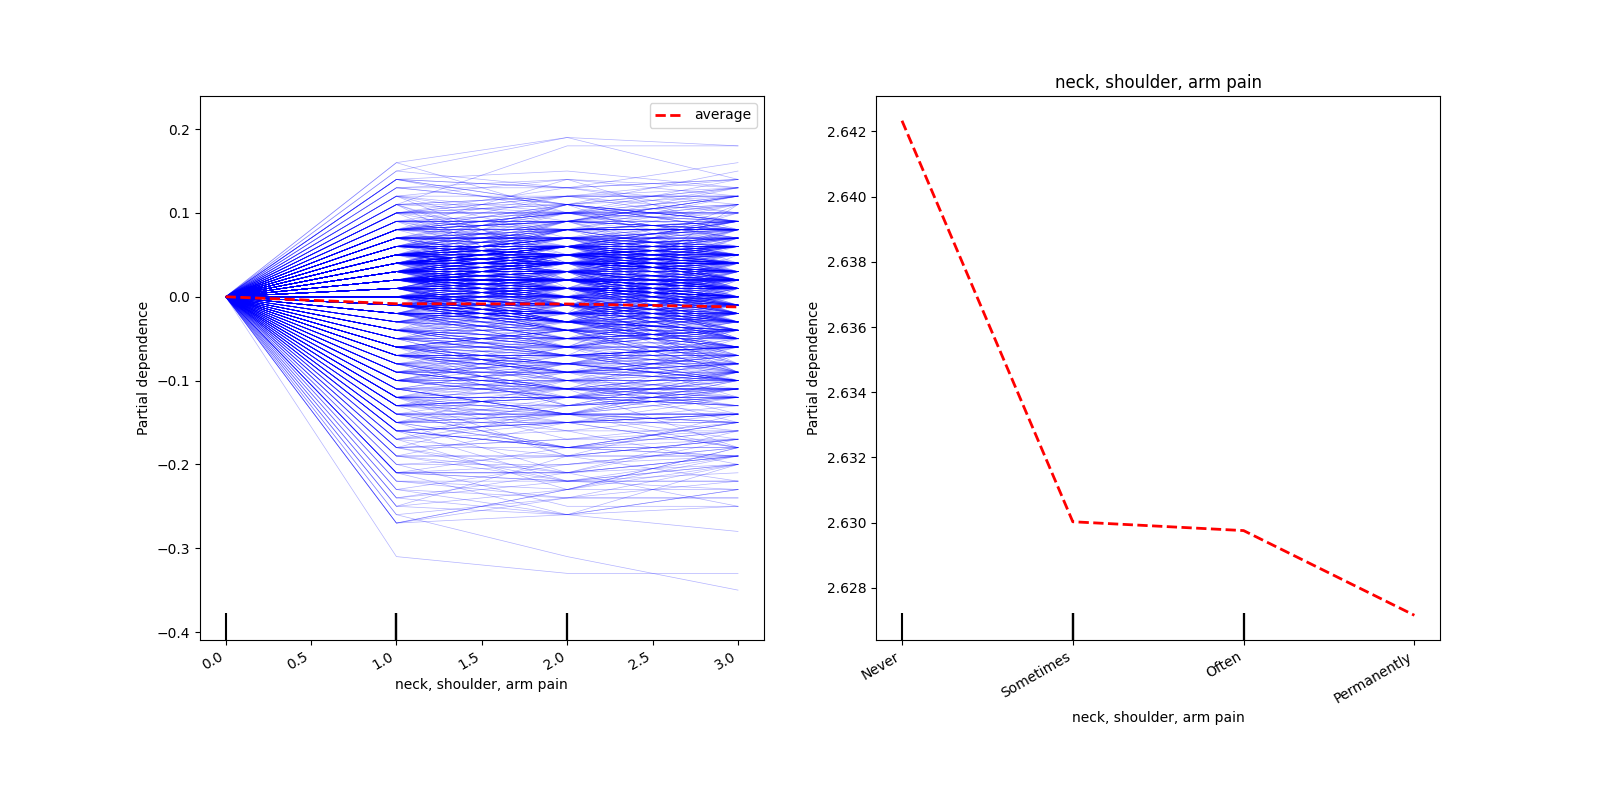 average
0.2
0.1
0.0
−0.1
−0.2
−0.3
−0.4
Partial dependence
0.0
0.5
1.0
1.5
2.0
2.5
3.0
neck, shoulder, arm pain
neck, shoulder, arm pain
2.642
2.640
2.638
2.636
2.634
2.632
2.630
2.628
Partial dependence
Never
Sometimes
Often
Permanently
neck, shoulder, arm pain